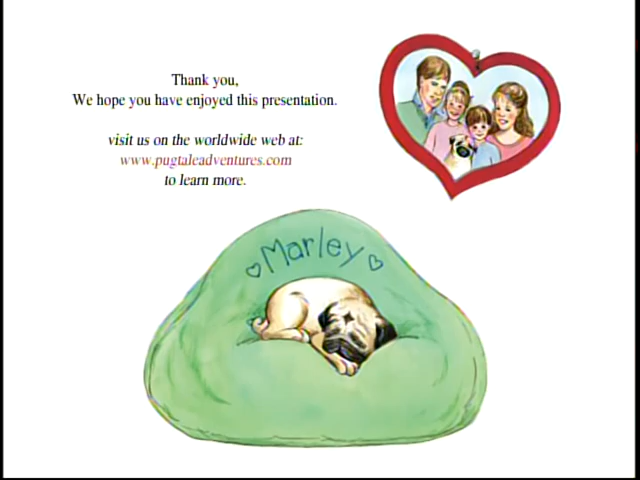 Thank you,
We hope you have enjoyed this presentation.
visit us on the worldwide web at:
www.pugtaleadventures.com
to learn more.
Marley